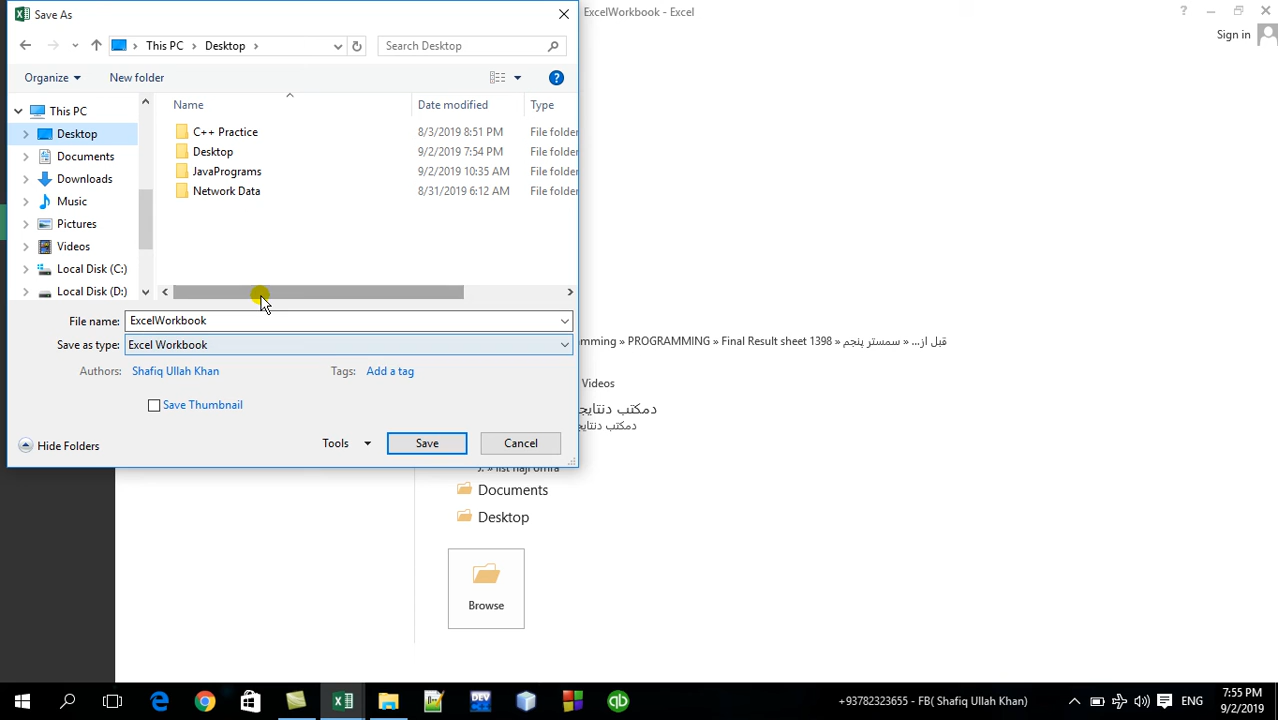 Save As
ExcelWorkbook - Excel
?
This PC
Desktop
Search Desktop
Sign in
Organize
New folder
?
This PC
Desktop
Documents
Downloads
Music
Pictures
Videos
Local Disk (C:)
Local Disk (D:)
Name
Date modified
Type
C++ Practice
8/3/2019 8:51 PM
File folder
Desktop
9/2/2019 7:54 PM
File folder
JavaPrograms
9/2/2019 10:35 AM
File folder
Network Data
8/31/2019 6:12 AM
File folder
File name:
ExcelWorkbook
Save as type:
Excel Workbook
Authors:
Shafiq Ullah Khan
Tags:
Add a tag
Save Thumbnail
Hide Folders
Tools
Save
Cancel
mming » PROGRAMMING » Final Result sheet 1398 » قبل از... » سمستر پنجم
Videos
دمکتب دنتایج
دمکتب دنتایج
Documents
Desktop
Browse
DEV
qb
+93782323655 - FB( Shafiq Ullah Khan)
ENG
7:55 PM
9/2/2019